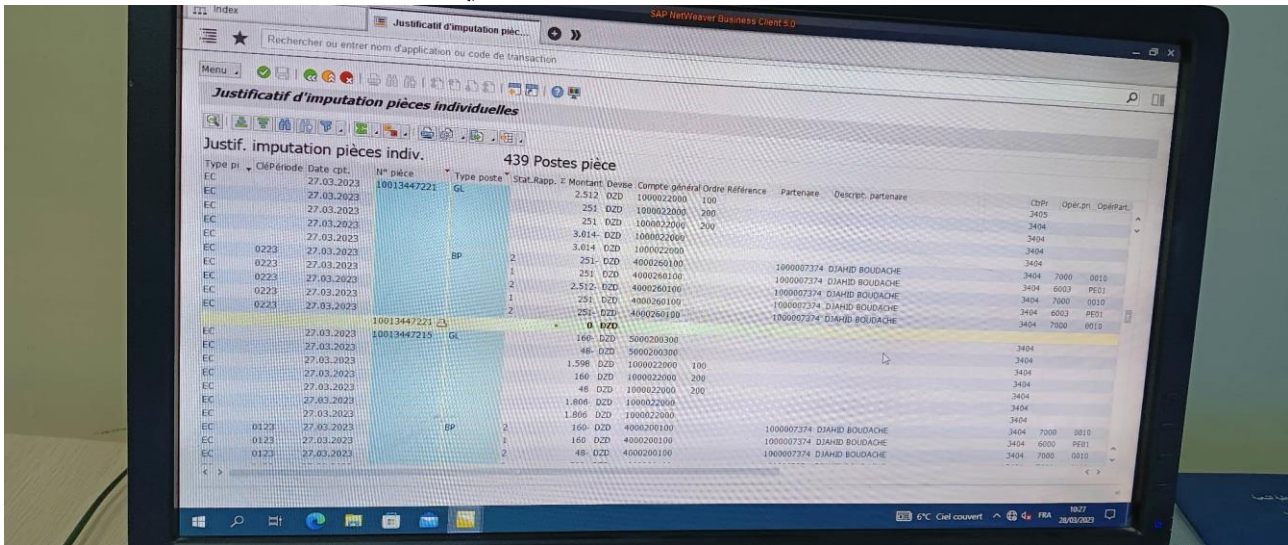 Index
Justificatif d'imputation pièc...
SAP NetWeaver Business Client 5.0
Rechercher ou entrer nom d'application ou code de transaction
Menu
Justificatif d'imputation pièces individuelles
Justif. imputation pièces indiv. 439 Postes pièce
Type pi CléPériode Date cpt. N° pièce Type poste Stat.Rapp. Σ Montant Devise Compte général Ordre Référence Partenaire Descript. partenaire CtrPr Opér.pri OpérPart.
EC 27.03.2023 10013447221 GL 2.512 DZD 1000022000 100 3405
EC 27.03.2023 251 DZD 1000022000 200 3404
EC 27.03.2023 251 DZD 1000022000 200 3404
EC 27.03.2023 3.014- DZD 1000022000 3404
EC 27.03.2023 3.014 DZD 1000022000 3404
EC 0223 27.03.2023 BP 2 251- DZD 4000260100 1000007374 DJAHID BOUDACHE 3404 7000 0010
EC 0223 27.03.2023 1 251 DZD 4000260100 1000007374 DJAHID BOUDACHE 3404 6003 PE01
EC 0223 27.03.2023 2 2.512- DZD 4000260100 1000007374 DJAHID BOUDACHE 3404 7000 0010
EC 0223 27.03.2023 1 251 DZD 4000260100 1000007374 DJAHID BOUDACHE 3404 6003 PE01
EC 0223 27.03.2023 2 251- DZD 4000260100 1000007374 DJAHID BOUDACHE 3404 7000 0010
10013447221 0 DZD
EC 27.03.2023 10013447215 GL 160- DZD 5000200300 3404
EC 27.03.2023 48- DZD 5000200300 3404
EC 27.03.2023 1.598 DZD 1000022000 100 3404
EC 27.03.2023 160 DZD 1000022000 200 3404
EC 27.03.2023 48 DZD 1000022000 200 3404
EC 27.03.2023 1.806 DZD 1000022000 3404
EC 27.03.2023 1.806 DZD 1000022000 3404
EC 0123 27.03.2023 BP 2 160- DZD 4000200100 1000007374 DJAHID BOUDACHE 3404 7000 0010
EC 0123 27.03.2023 1 160 DZD 4000200100 1000007374 DJAHID BOUDACHE 3404 6000 PE01
EC 0123 27.03.2023 2 48- DZD 4000200100 1000007374 DJAHID BOUDACHE 3404 7000 0010
6°C Ciel couvert FRA 10:27
28/03/2023